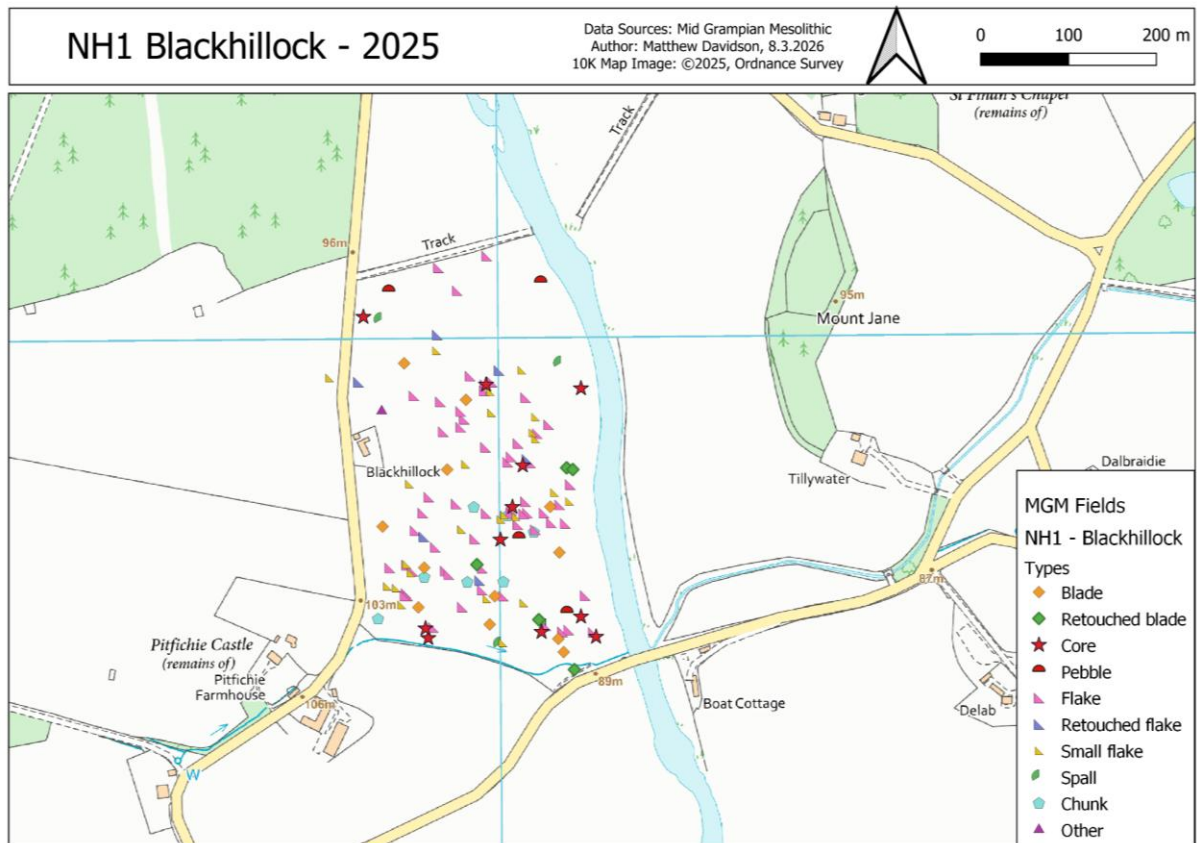 NH1 Blackhillock - 2025
Data Sources: Mid Grampian Mesolithic
Author: Matthew Davidson, 8.3.2026
10K Map Image: ©2025, Ordnance Survey
0 100 200 m
St Finan's Chapel
(remains of)
Track
Track
96m
95m
Mount Jane
Blackhillock
Tillywater
Dalbraidie
87m
103m
Pitfichie Castle
(remains of)
Pitfichie
Farmhouse
106m
89m
Boat Cottage
Delab
W
MGM Fields
NH1 - Blackhillock
Types
Blade
Retouched blade
Core
Pebble
Flake
Retouched flake
Small flake
Spall
Chunk
Other